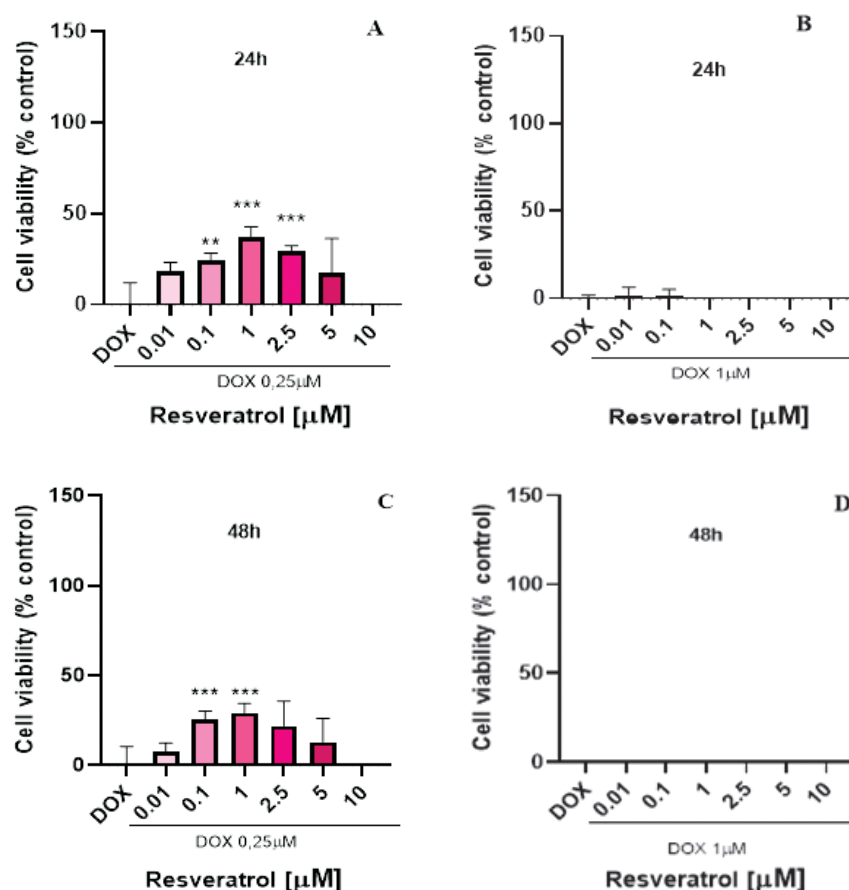 A
24h
Cell viability (% control)
150
100
50
0
**
***
***
DOX
0.01
0.1
1
2.5
5
10
DOX 0,25µM
Resveratrol [µM]
B
24h
Cell viability (% control)
150
100
50
0
DOX
0.01
0.1
1
2.5
5
10
DOX 1µM
Resveratrol [µM]
C
48h
Cell viability (% control)
150
100
50
0
***
***
DOX
0.01
0.1
1
2.5
5
10
DOX 0,25µM
Resveratrol [µM]
D
48h
Cell viability (% control)
150
100
50
0
DOX
0.01
0.1
1
2.5
5
10
DOX 1µM
Resveratrol [µM]